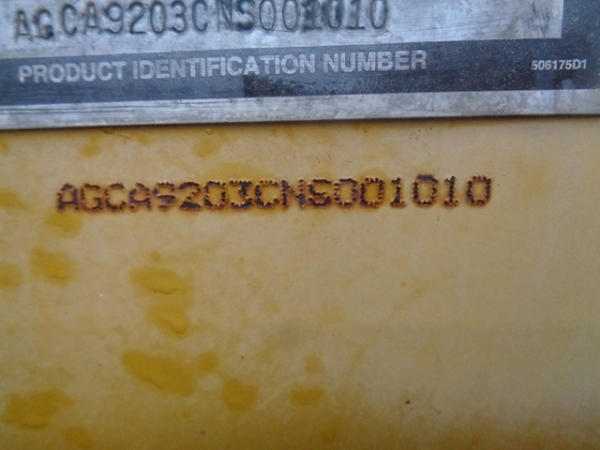 AGCA9203CNS001010
PRODUCT IDENTIFICATION NUMBER 506175D1
AGCA9203CNS001010